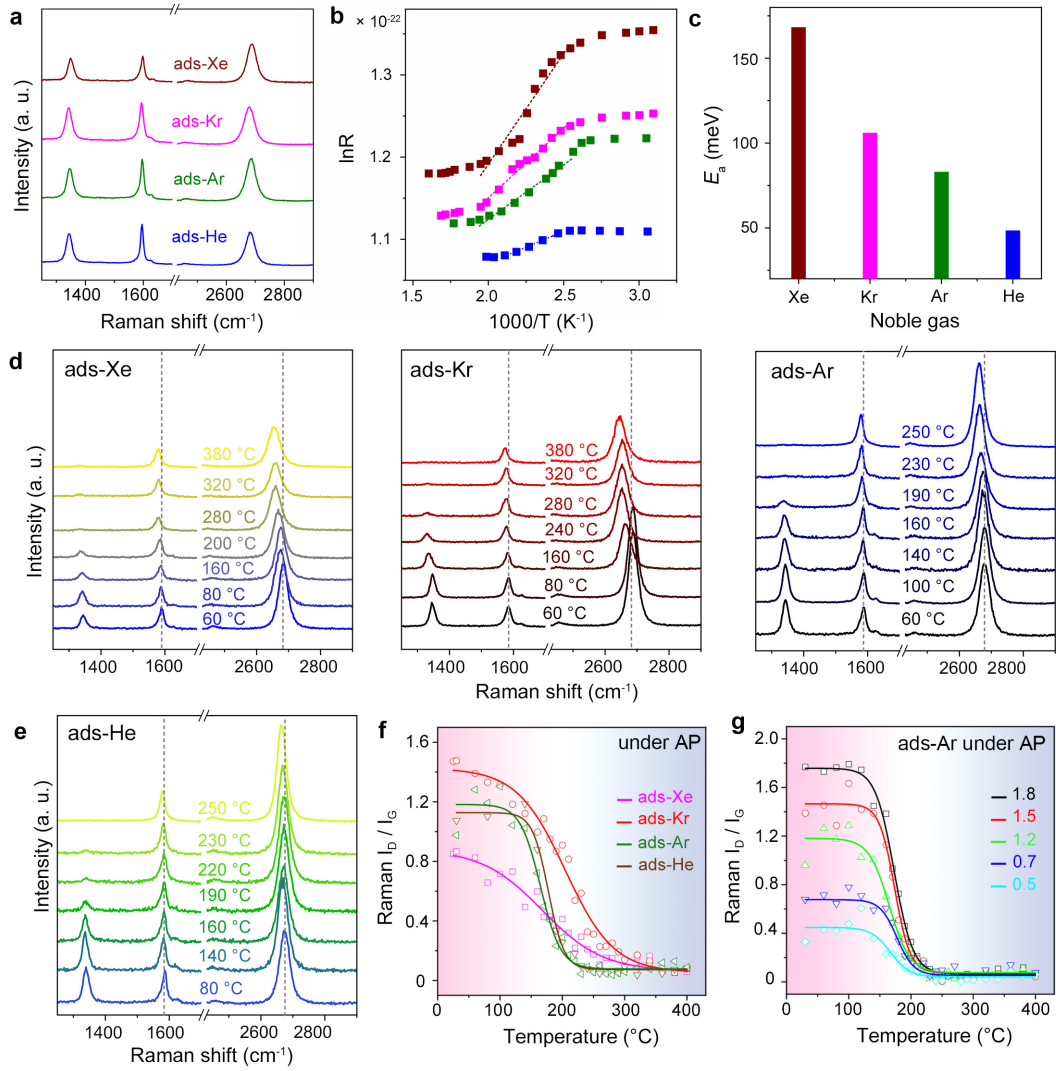 a
Intensity (a. u.)
ads-Xe
ads-Kr
ads-Ar
ads-He
1400 1600 2600 2800
Raman shift (cm⁻¹)
b
× 10⁻²²
lnR
1.3
1.2
1.1
1.5 2.0 2.5 3.0
1000/T (K⁻¹)
c
Eₐ (meV)
150
100
50
Xe Kr Ar He
Noble gas
d
Intensity (a. u.)
ads-Xe
380 °C
320 °C
280 °C
200 °C
160 °C
80 °C
60 °C
1400 1600 2600 2800
ads-Kr
380 °C
320 °C
280 °C
240 °C
160 °C
80 °C
60 °C
1400 1600 2600 2800
Raman shift (cm⁻¹)
ads-Ar
250 °C
230 °C
190 °C
160 °C
140 °C
100 °C
60 °C
1400 1600 2600 2800
e
Intensity (a. u.)
ads-He
250 °C
230 °C
220 °C
190 °C
160 °C
140 °C
80 °C
1400 1600 2600 2800
Raman shift (cm⁻¹)
f
Raman I_D / I_G
under AP
ads-Xe
ads-Kr
ads-Ar
ads-He
1.6
1.2
0.8
0.4
0
0 100 200 300 400
Temperature (°C)
g
Raman I_D / I_G
ads-Ar under AP
1.8
1.5
1.2
0.7
0.5
2.0
1.6
1.2
0.8
0.4
0.0
0 100 200 300 400
Temperature (°C)